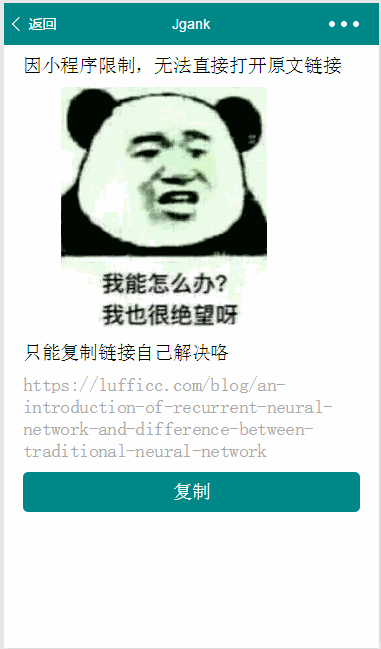 返回
Jgank
因小程序限制，无法直接打开原文链接
我能怎么办?
我也很绝望呀
只能复制链接自己解决咯
https://lufficc.com/blog/an-
introduction-of-recurrent-neural-
network-and-difference-between-
traditional-neural-network
复制